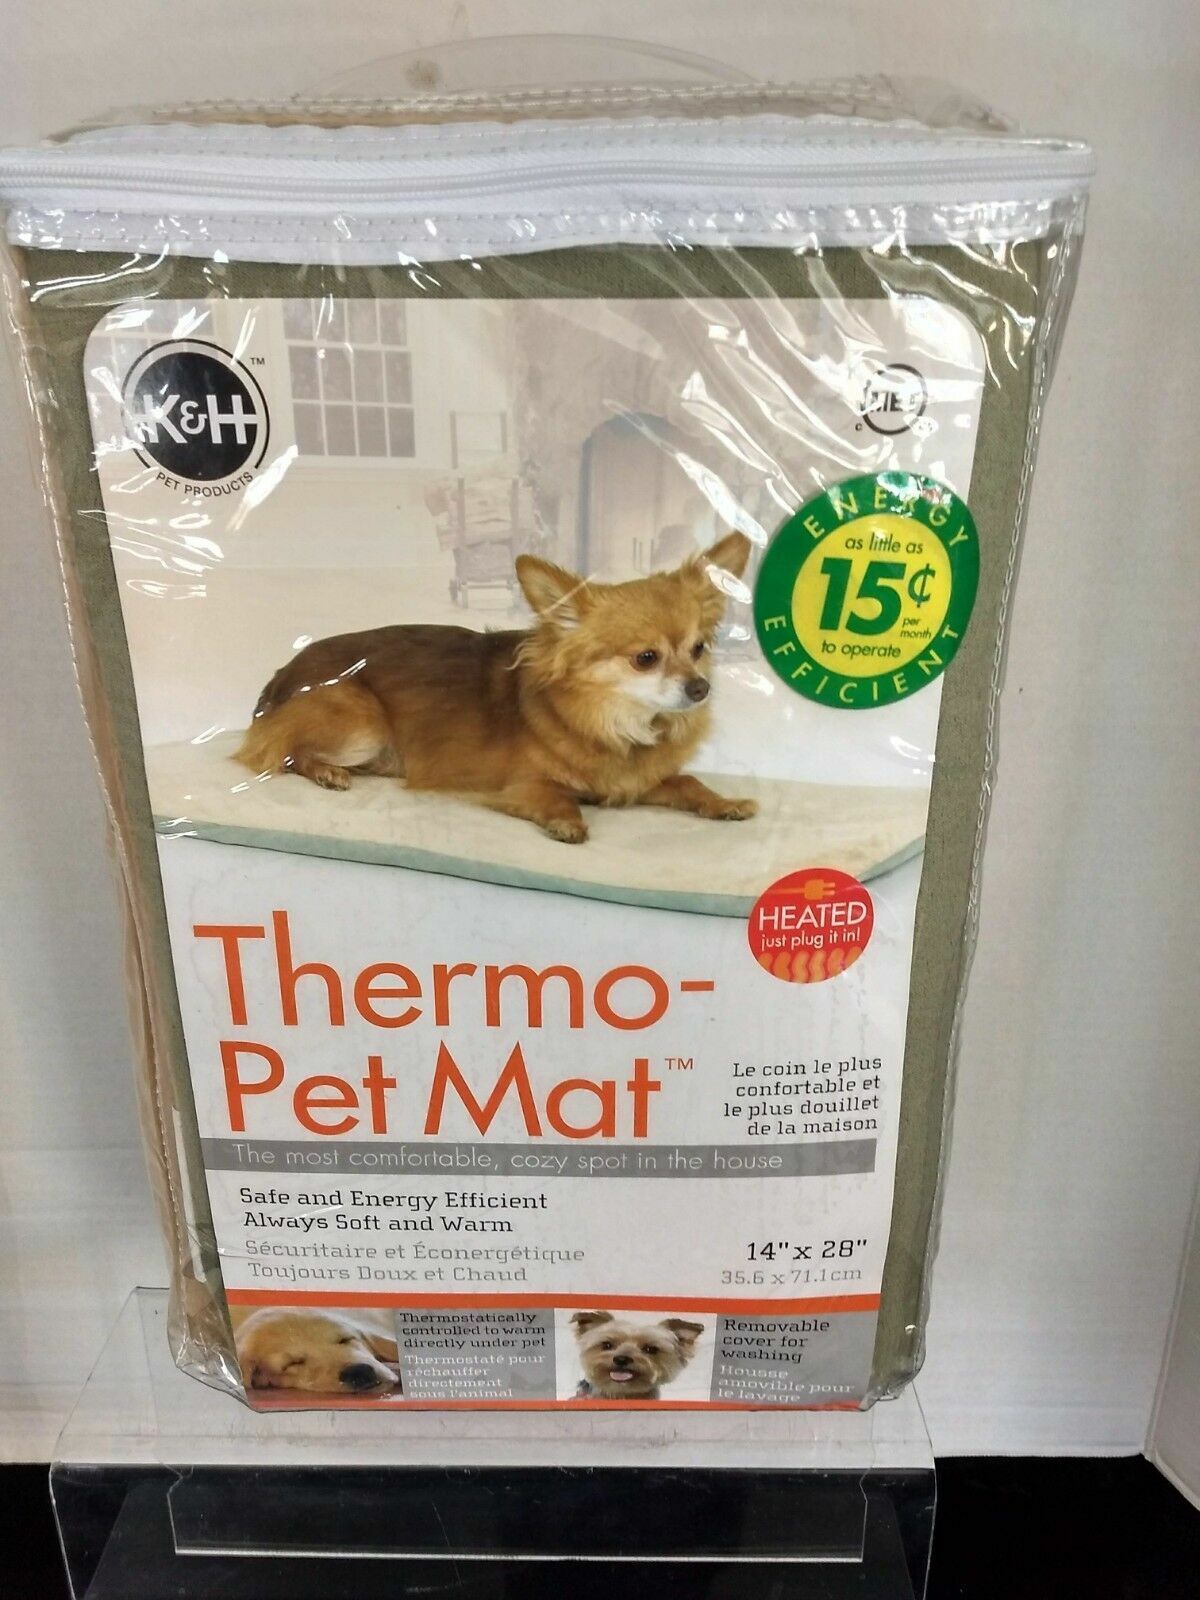 K&H
™
PET PRODUCTS
MET
C
ENERGY
as little as
15¢
per
month
to operate
EFFICIENT
HEATED
just plug it in!
Thermo-
Pet Mat™
Le coin le plus
confortable et
le plus douillet
de la maison
The most comfortable, cozy spot in the house
Safe and Energy Efficient
Always Soft and Warm
Sécuritaire et Éconergétique
Toujours Doux et Chaud
14" x 28"
35.6 x 71.1cm
Thermostatically
controlled to warm
directly under pet
Thermostaté pour
réchauffer
directement
sous l'animal
Removable
cover for
washing
Housse
amovible pour
le lavage